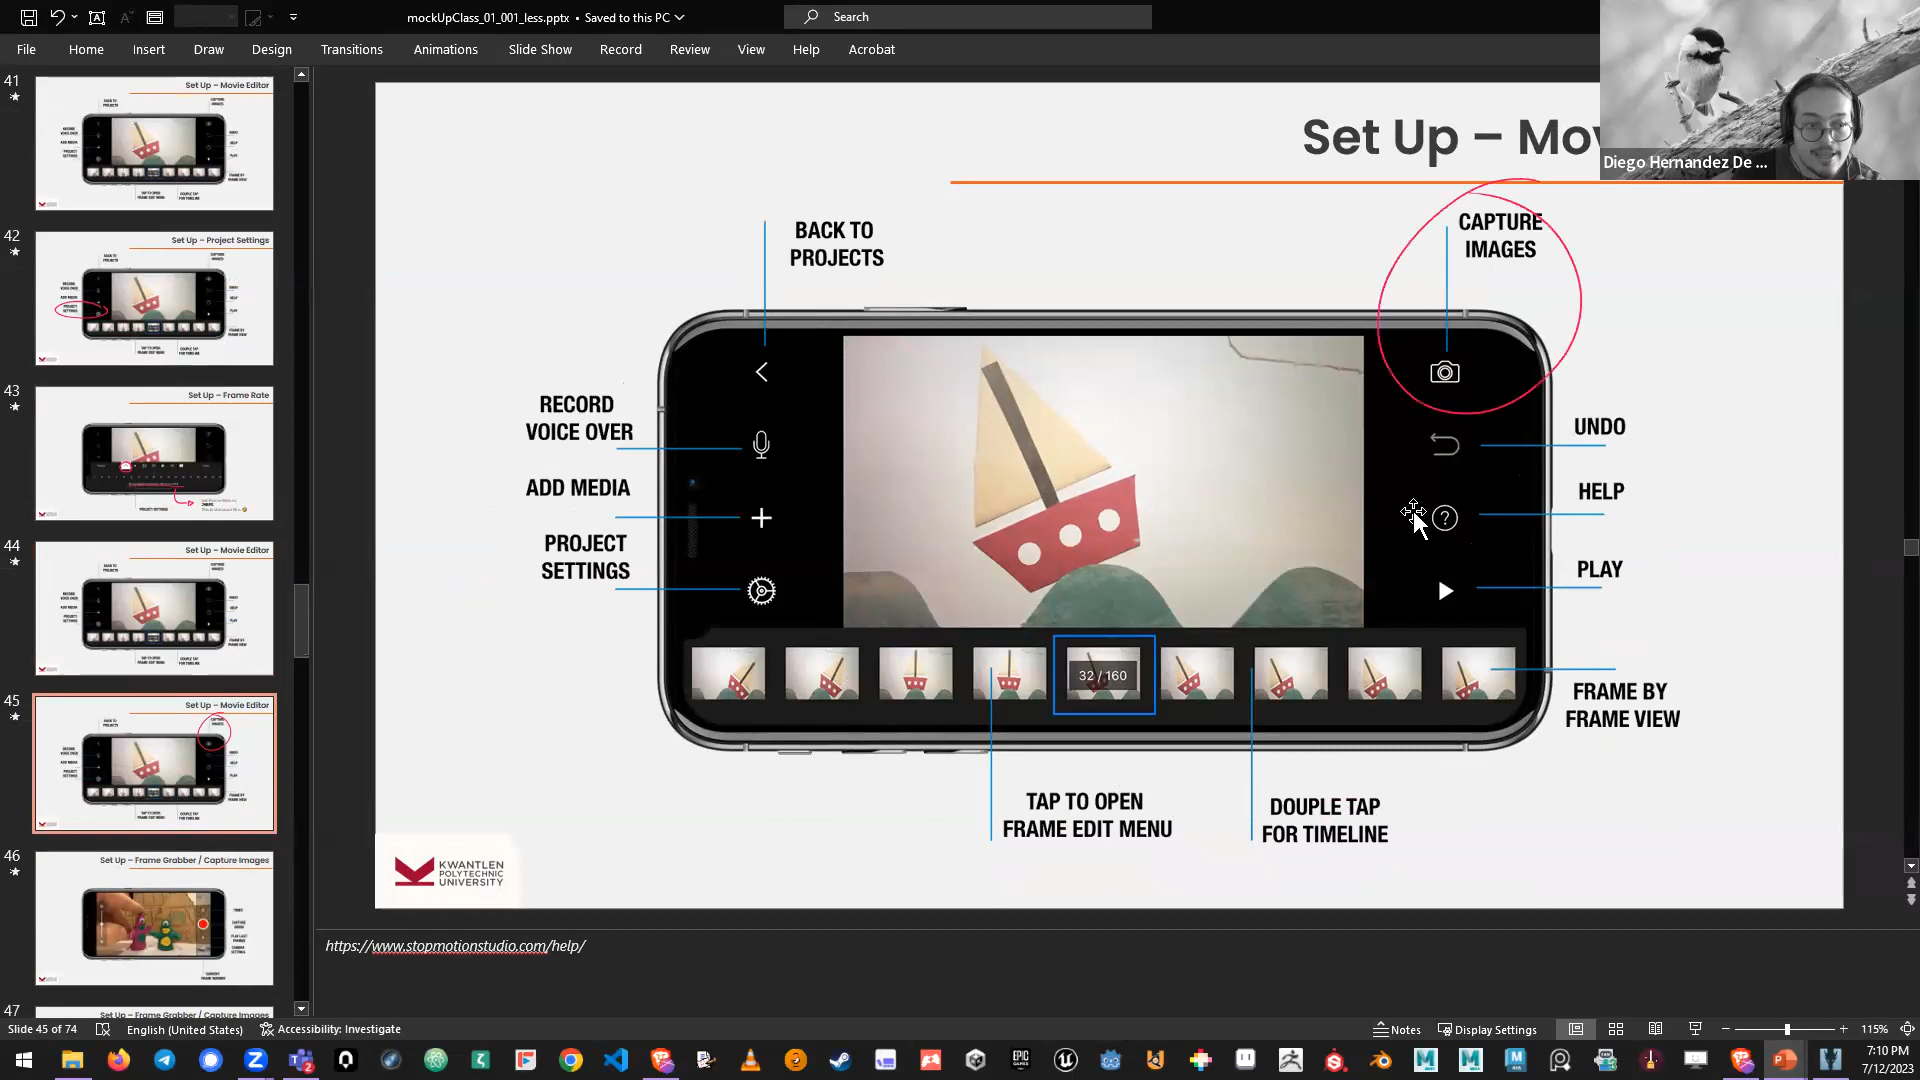 mockUpClass_01_001_less.pptx • Saved to this PC
Search
File Home Insert Draw Design Transitions Animations Slide Show Record Review View Help Acrobat
41
Set Up – Movie Editor
42
Set Up – Project Settings
43
Set Up – Frame Rate
44
Set Up – Movie Editor
45
Set Up – Movie Editor
46
Set Up – Frame Grabber / Capture Images
47
Set Up – Frame Grabber / Capture Images
Set Up – Mov
Diego Hernandez De ...
BACK TO
PROJECTS
CAPTURE
IMAGES
RECORD
VOICE OVER
ADD MEDIA
PROJECT
SETTINGS
UNDO
HELP
PLAY
32 / 160
FRAME BY
FRAME VIEW
TAP TO OPEN
FRAME EDIT MENU
DOUPLE TAP
FOR TIMELINE
KWANTLEN
POLYTECHNIC
UNIVERSITY
https://www.stopmotionstudio.com/help/
Slide 45 of 74 English (United States) Accessibility: Investigate Notes Display Settings 115%
7:10 PM
7/12/2023